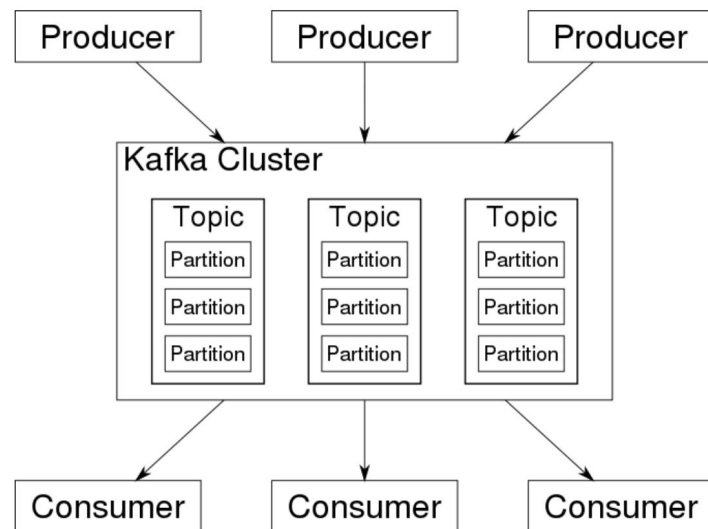 Producer Producer Producer
Kafka Cluster
Topic Topic Topic
Partition Partition Partition
Partition Partition Partition
Partition Partition Partition
Consumer Consumer Consumer